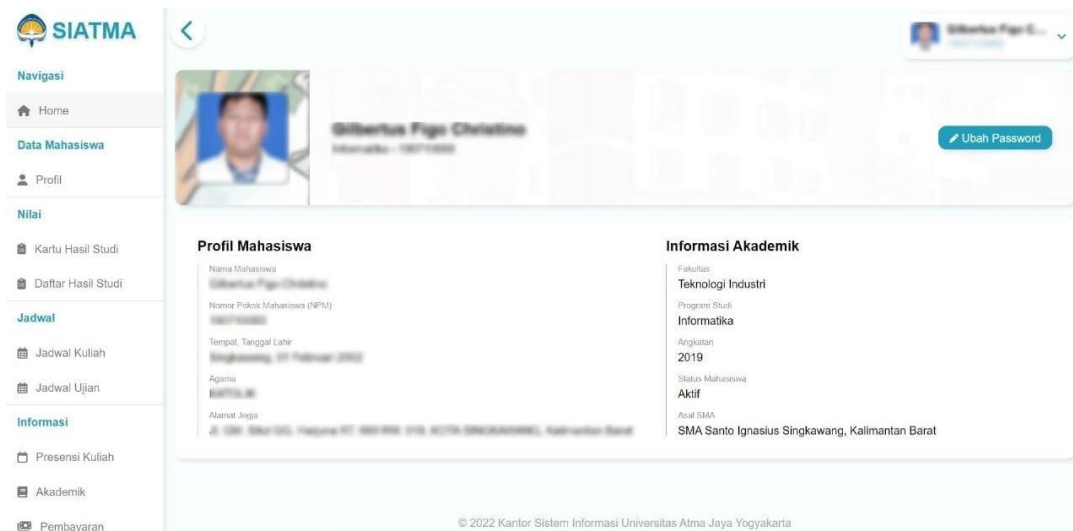 SIATMA
Navigasi
Home
Data Mahasiswa
Profil
Nilai
Kartu Hasil Studi
Daftar Hasil Studi
Jadwal
Jadwal Kuliah
Jadwal Ujian
Informasi
Presensi Kuliah
Akademik
Pembayaran
Ubah Password
Profil Mahasiswa
Nama Mahasiswa
Nomor Pokok Mahasiswa (NPM)
Tempat, Tanggal Lahir
Agama
Alamat Jogja
Informasi Akademik
Fakultas
Teknologi Industri
Program Studi
Informatika
Angkatan
2019
Status Mahasiswa
Aktif
Asal SMA
SMA Santo Ignasius Singkawang, Kalimantan Barat
© 2022 Kantor Sistem Informasi Universitas Atma Jaya Yogyakarta